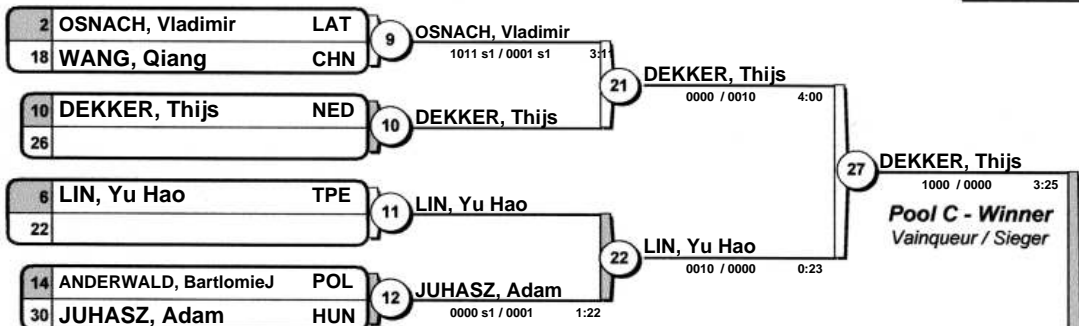 2 OSNACH, Vladimir LAT
18 WANG, Qiang CHN
9
OSNACH, Vladimir
1011 s1 / 0001 s1 3:11
10 DEKKER, Thijs NED
26
10
DEKKER, Thijs
21
DEKKER, Thijs
0000 / 0010 4:00
6 LIN, Yu Hao TPE
22
11
LIN, Yu Hao
14 ANDERWALD, BartlomieJ POL
30 JUHASZ, Adam HUN
12
JUHASZ, Adam
0000 s1 / 0001 1:22
22
LIN, Yu Hao
0010 / 0000 0:23
27
DEKKER, Thijs
1000 / 0000 3:25
Pool C - Winner
Vainqueur / Sieger